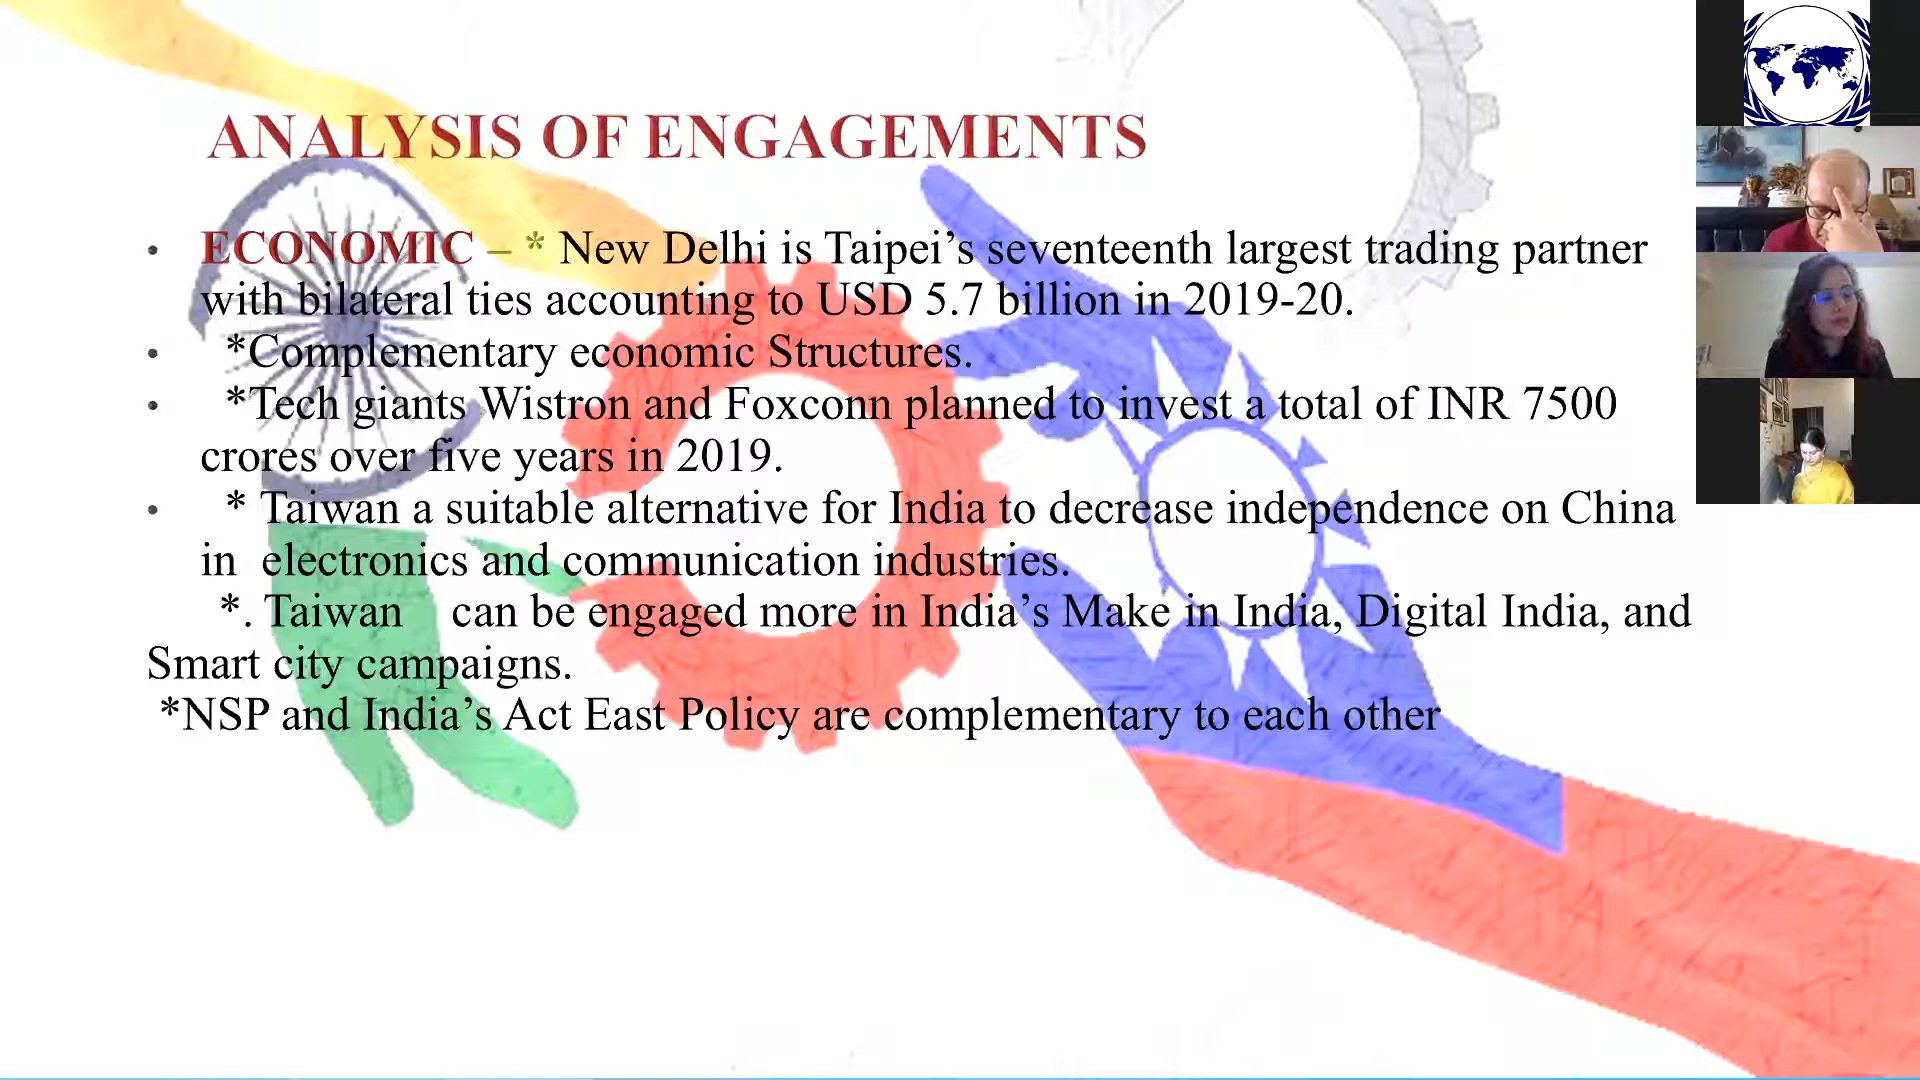 ANALYSIS OF ENGAGEMENTS
• ECONOMIC – * New Delhi is Taipei’s seventeenth largest trading partner
with bilateral ties accounting to USD 5.7 billion in 2019-20.
• *Complementary economic Structures.
• *Tech giants Wistron and Foxconn planned to invest a total of INR 7500
crores over five years in 2019.
• * Taiwan a suitable alternative for India to decrease independence on China
in electronics and communication industries.
*. Taiwan can be engaged more in India’s Make in India, Digital India, and
Smart city campaigns.
*NSP and India’s Act East Policy are complementary to each other